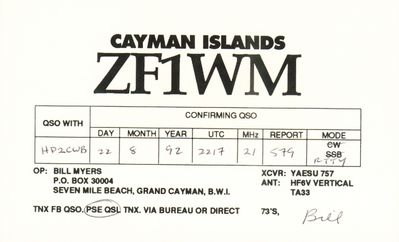 CAYMAN ISLANDS
ZF1WM
QSO WITH CONFIRMING QSO
DAY MONTH YEAR UTC MHz REPORT MODE
HP2CWB 22 8 92 2217 21 579 CW SSB RTTY
OP: BILL MYERS XCVR: YAESU 757
P.O. BOX 30004 ANT: HF6V VERTICAL
SEVEN MILE BEACH, GRAND CAYMAN, B.W.I. TA33
TNX FB QSO. PSE QSL TNX. VIA BUREAU OR DIRECT 73'S, Bill